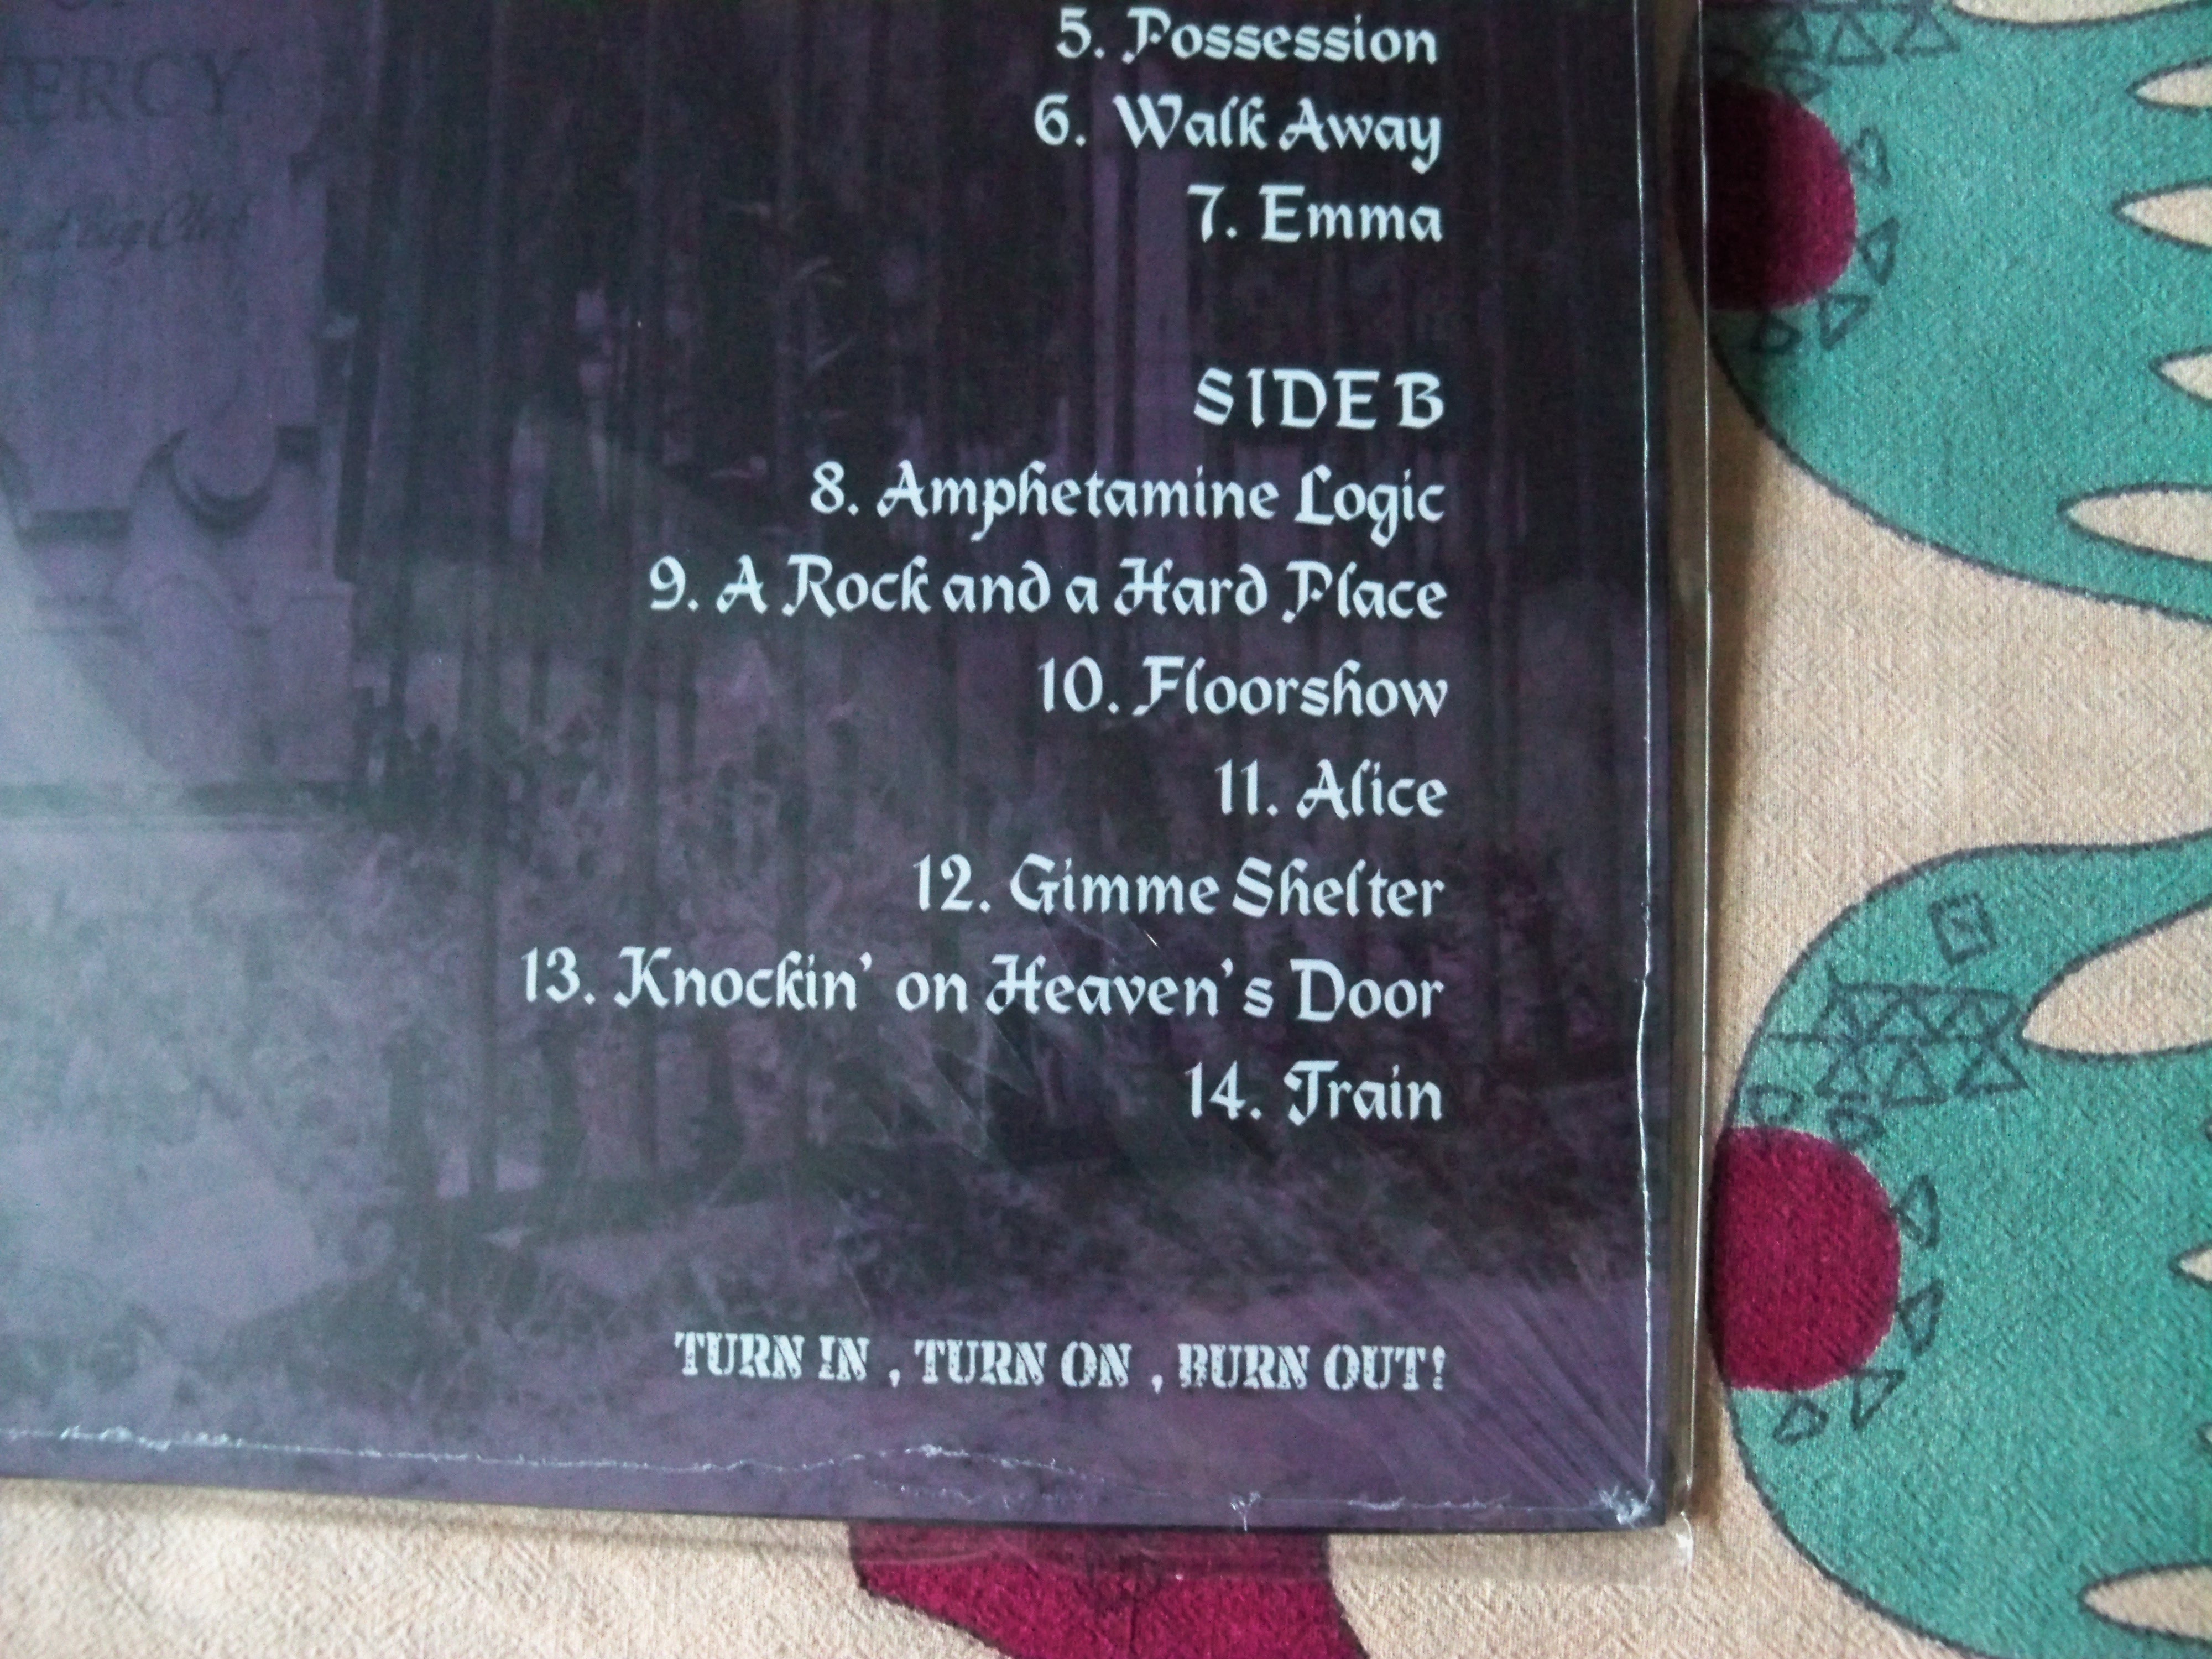 ERCY
5. Possession
6. Walk Away
7. Emma
SIDE B
8. Amphetamine Logic
9. A Rock and a Hard Place
10. Floorshow
11. Alice
12. Gimme Shelter
13. Knockin' on Heaven's Door
14. Train
TURN IN , TURN ON , BURN OUT!